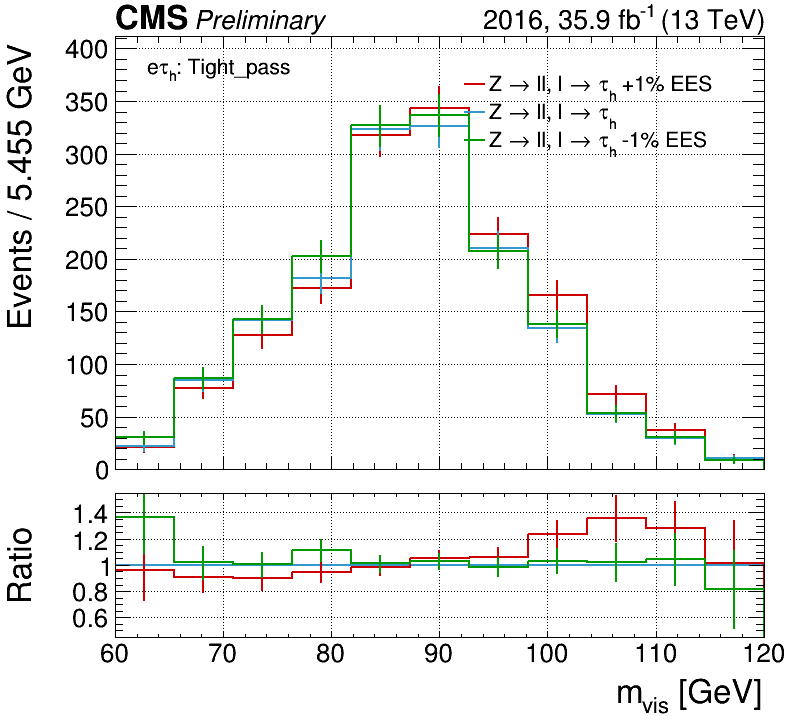 CMS Preliminary 2016, 35.9 fb⁻¹ (13 TeV)
eτₕ: Tight_pass
Z → ll, l → τₕ +1% EES
Z → ll, l → τₕ
Z → ll, l → τₕ -1% EES
Events / 5.455 GeV
400
350
300
250
200
150
100
50
0
Ratio
1.4
1.2
1
0.8
0.6
60 70 80 90 100 110 120
m_vis [GeV]